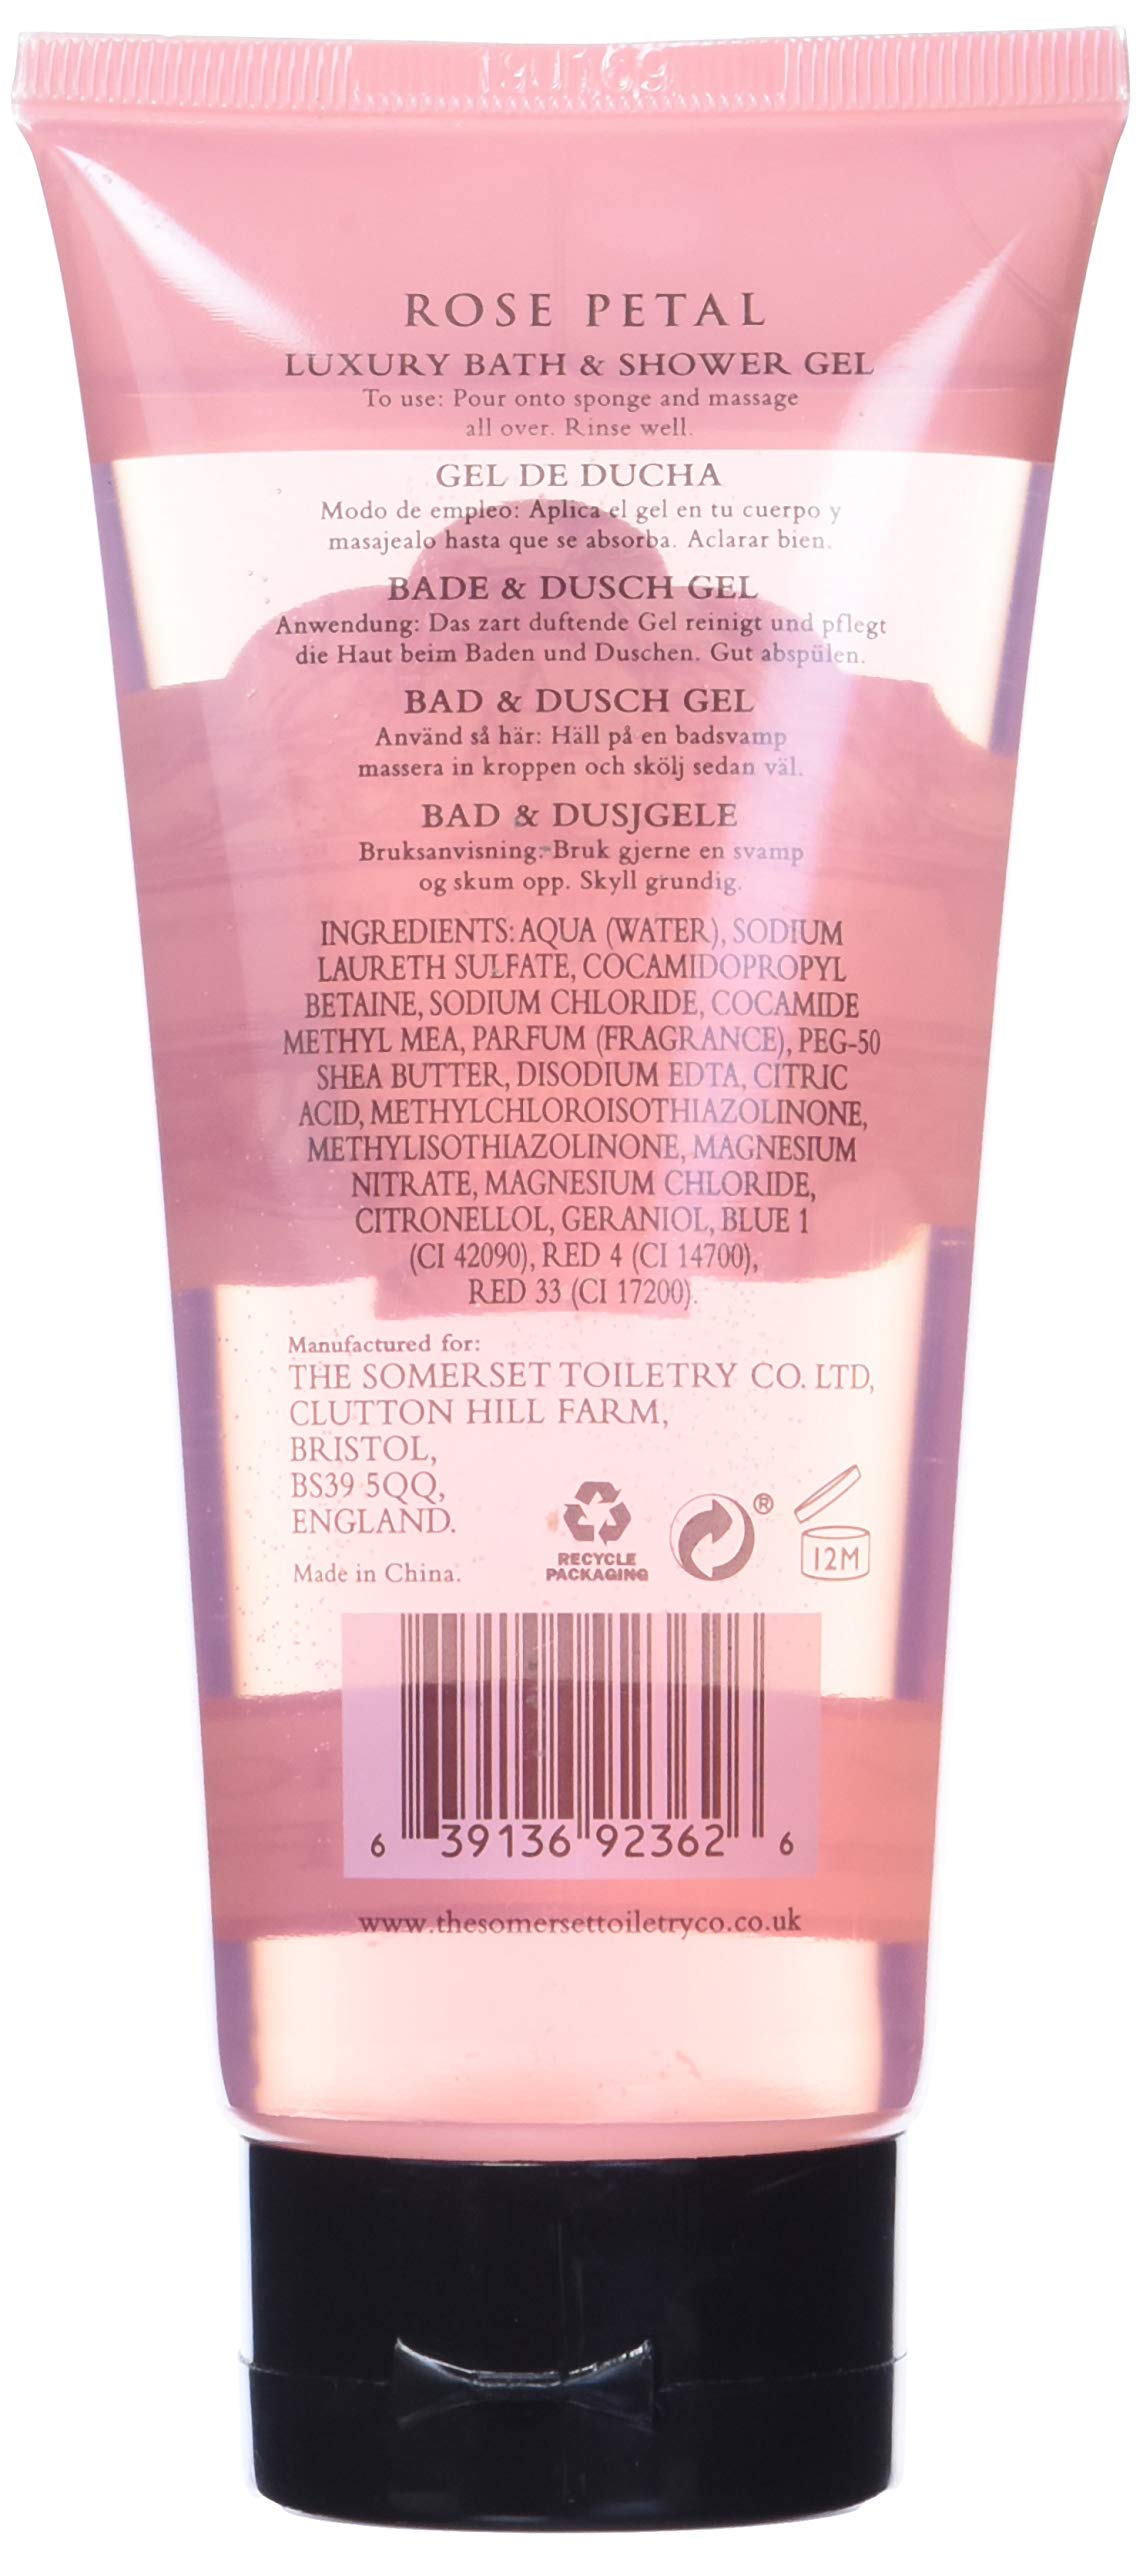 ROSE PETAL
LUXURY BATH & SHOWER GEL
To use: Pour onto sponge and massage
all over. Rinse well.
GEL DE DUCHA
Modo de empleo: Aplica el gel en tu cuerpo y
masajealo hasta que se absorba. Aclarar bien.
BADE & DUSCH GEL
Anwendung: Das zart duftende Gel reinigt und pflegt
die Haut beim Baden und Duschen. Gut abspülen.
BAD & DUSCH GEL
Använd så här: Häll på en badsvamp
massera in kroppen och skölj sedan väl.
BAD & DUSJGELE
Bruksanvisning: Bruk gjerne en svamp
og skum opp. Skyll grundig.
INGREDIENTS: AQUA (WATER), SODIUM
LAURETH SULFATE, COCAMIDOPROPYL
BETAINE, SODIUM CHLORIDE, COCAMIDE
METHYL MEA, PARFUM (FRAGRANCE), PEG-50
SHEA BUTTER, DISODIUM EDTA, CITRIC
ACID, METHYLCHLOROISOTHIAZOLINONE,
METHYLISOTHIAZOLINONE, MAGNESIUM
NITRATE, MAGNESIUM CHLORIDE,
CITRONELLOL, GERANIOL, BLUE 1
(CI 42090), RED 4 (CI 14700),
RED 33 (CI 17200).
Manufactured for:
THE SOMERSET TOILETRY CO. LTD,
CLUTTON HILL FARM,
BRISTOL,
BS39 5QQ,
ENGLAND.
Made in China.
RECYCLE
PACKAGING
®
12M
6 39136 92362 6
www.thesomersettoiletryco.co.uk